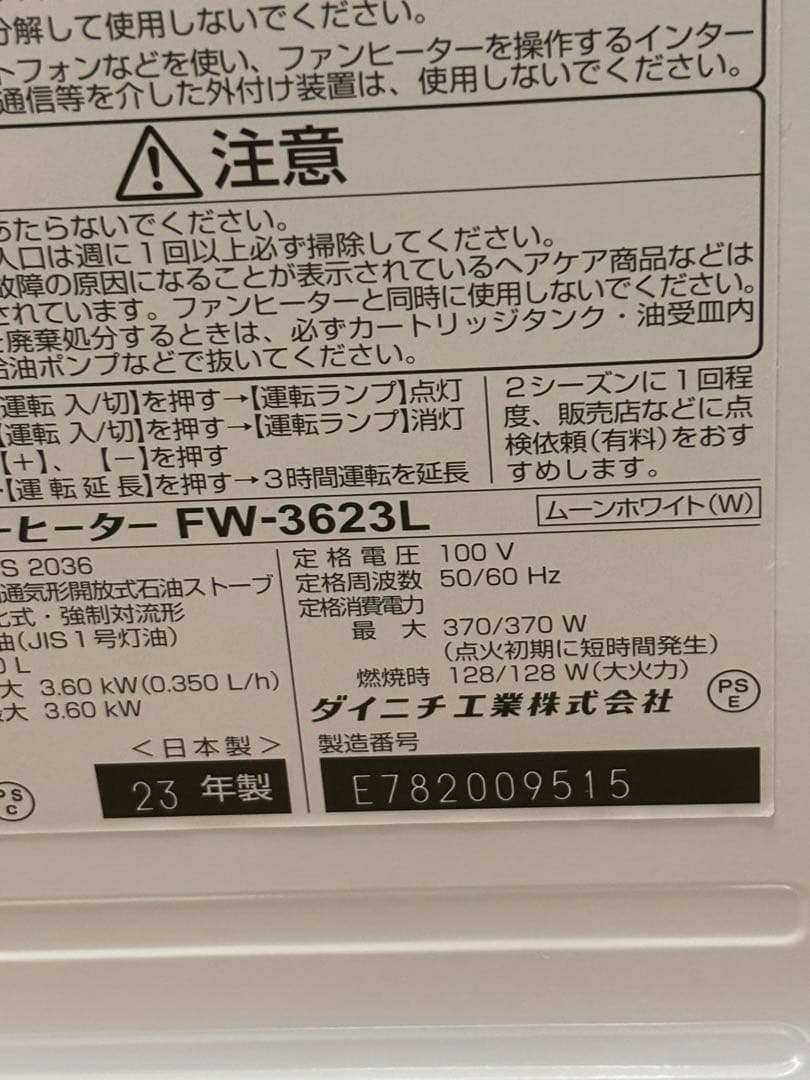 分解して使用しないでください。
トフォンなどを使い、ファンヒーターを操作するインター
通信等を介した外付け装置は、使用しないでください。
注意
あたらないでください。
入口は週に1回以上必ず掃除してください。
故障の原因になることが表示されているヘアケア商品などは
されています。ファンヒーターと同時に使用しないでください。
廃棄処分するときは、必ずカートリッジタンク・油受皿内
給油ポンプなどで抜いてください。
運転 入/切】を押す→【運転ランプ】点灯
【運転 入/切】を押す→【運転ランプ】消灯
【+】、【-】を押す
【運転延長】を押す→3時間運転を延長
2シーズンに1回程
度、販売店などに点
検依頼(有料)をおす
すめします。
ーヒーター FW-3623L
ムーンホワイト(W)
S 2036
通気形開放式石油ストーブ
化式・強制対流形
油(JIS1号灯油)
L
大 3.60 kW(0.350 L/h)
最大 3.60 kW
<日本製>
PSC
23 年製
定格電圧 100 V
定格周波数 50/60 Hz
定格消費電力
最大 370/370 W
(点火初期に短時間発生)
燃焼時 128/128 W(大火力)
ダイニチ工業株式会社
PSE
製造番号
E782009515